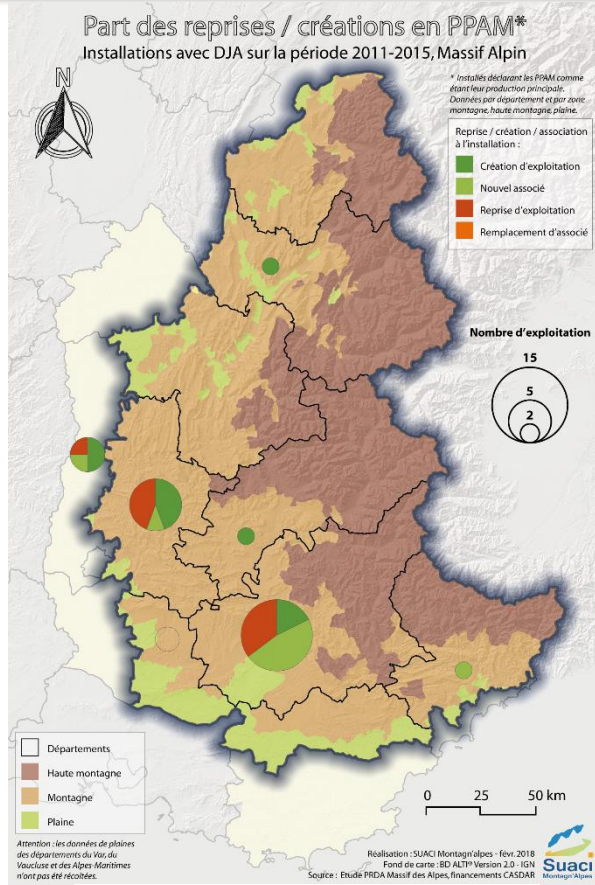 Part des reprises / créations en PPAM*
Installations avec DJA sur la période 2011-2015, Massif Alpin
N
* Installés déclarant les PPAM comme
étant leur production principale.
Données par département et par zone
montagne, haute montagne, plaine.
Reprise / création / association
à l'installation :
Création d'exploitation
Nouvel associé
Reprise d'exploitation
Remplacement d'associé
Nombre d'exploitation
15
5
2
Départements
Haute montagne
Montagne
Plaine
0 25 50 km
Attention : les données de plaines
des départements du Var, du
Vaucluse et des Alpes-Maritimes
n'ont pas été récoltées.
Réalisation : SUACI Montagn'alpes - févr. 2018
Fond de carte : BD ALTI® Version 2.0 - IGN
Source : Etude PRDA Massif des Alpes, financements CASDAR
Suaci
Montagn'Alpes